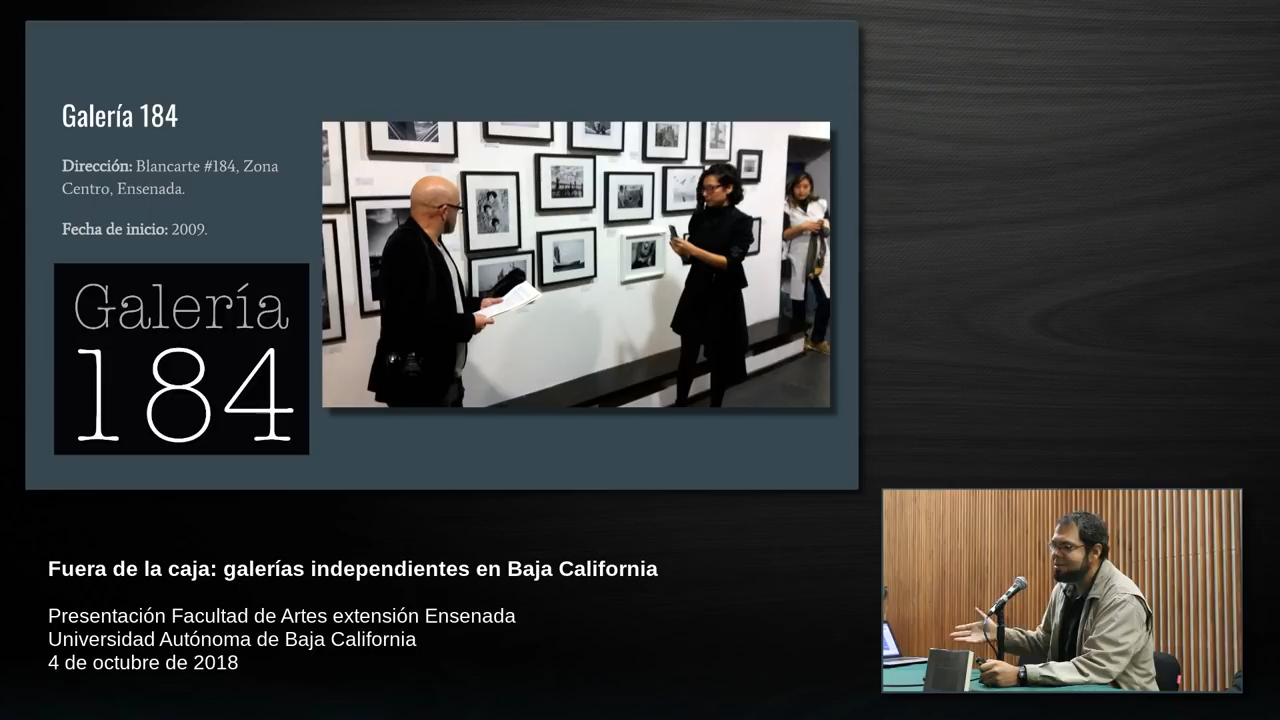 Galería 184
Dirección: Blancarte #184, Zona
Centro, Ensenada.
Fecha de inicio: 2009.
Galería
184
Fuera de la caja: galerías independientes en Baja California
Presentación Facultad de Artes extensión Ensenada
Universidad Autónoma de Baja California
4 de octubre de 2018